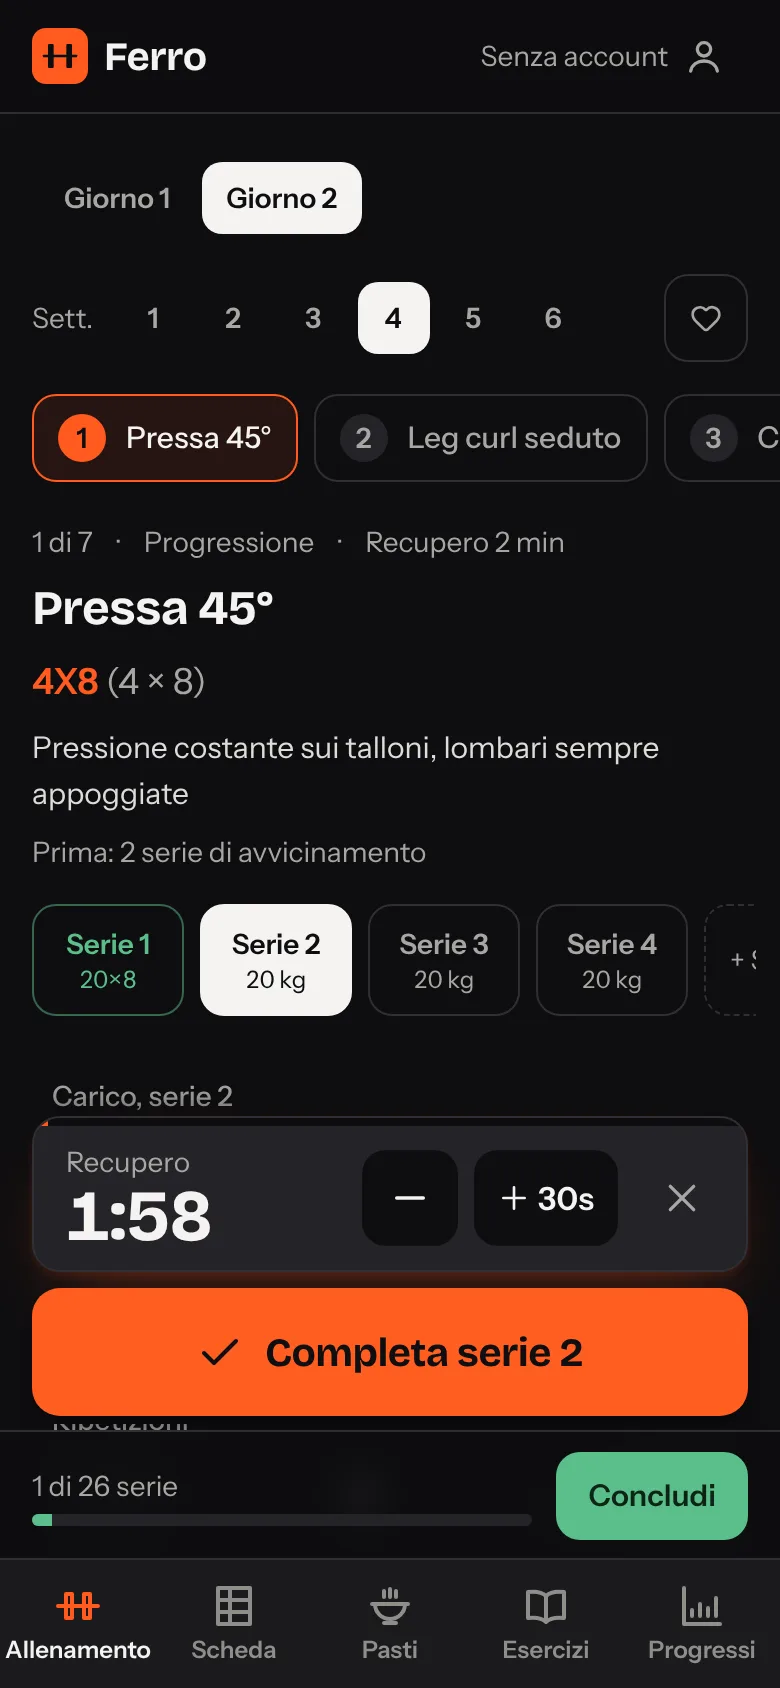 Ferro
Senza account
Giorno 1
Giorno 2
Sett. 1 2 3 4 5 6
1 Pressa 45°
2 Leg curl seduto
3 C
1 di 7 · Progressione · Recupero 2 min
Pressa 45°
4X8 (4 × 8)
Pressione costante sui talloni, lombari sempre
appoggiate
Prima: 2 serie di avvicinamento
Serie 1
20×8
Serie 2
20 kg
Serie 3
20 kg
Serie 4
20 kg
+
Carico, serie 2
Recupero
1:58
− + 30s
Completa serie 2
Ripetizioni
1 di 26 serie
Concludi
Allenamento
Scheda
Pasti
Esercizi
Progressi